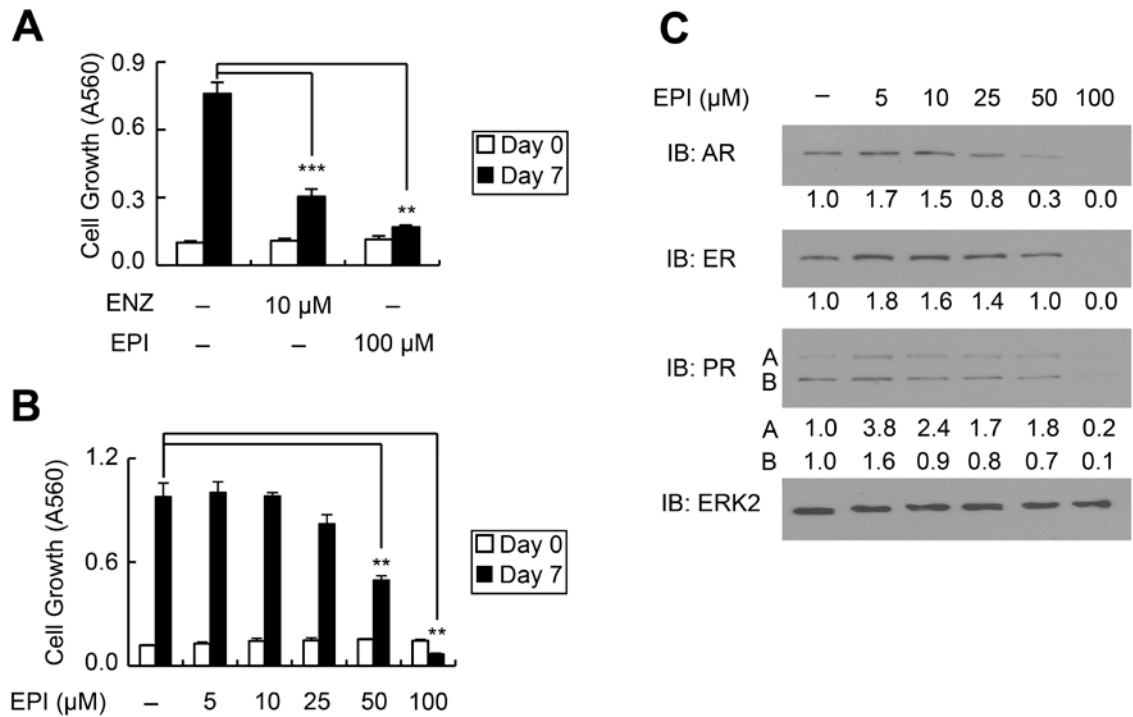 A
Cell Growth (A560)
0.9
0.6
0.3
0.0
***
**
Day 0
Day 7
ENZ – 10 µM –
EPI – – 100 µM
B
Cell Growth (A560)
1.2
0.6
0.0
**
**
Day 0
Day 7
EPI (µM) – 5 10 25 50 100
C
EPI (µM) – 5 10 25 50 100
IB: AR
1.0 1.7 1.5 0.8 0.3 0.0
IB: ER
1.0 1.8 1.6 1.4 1.0 0.0
IB: PR
A
B
A 1.0 3.8 2.4 1.7 1.8 0.2
B 1.0 1.6 0.9 0.8 0.7 0.1
IB: ERK2